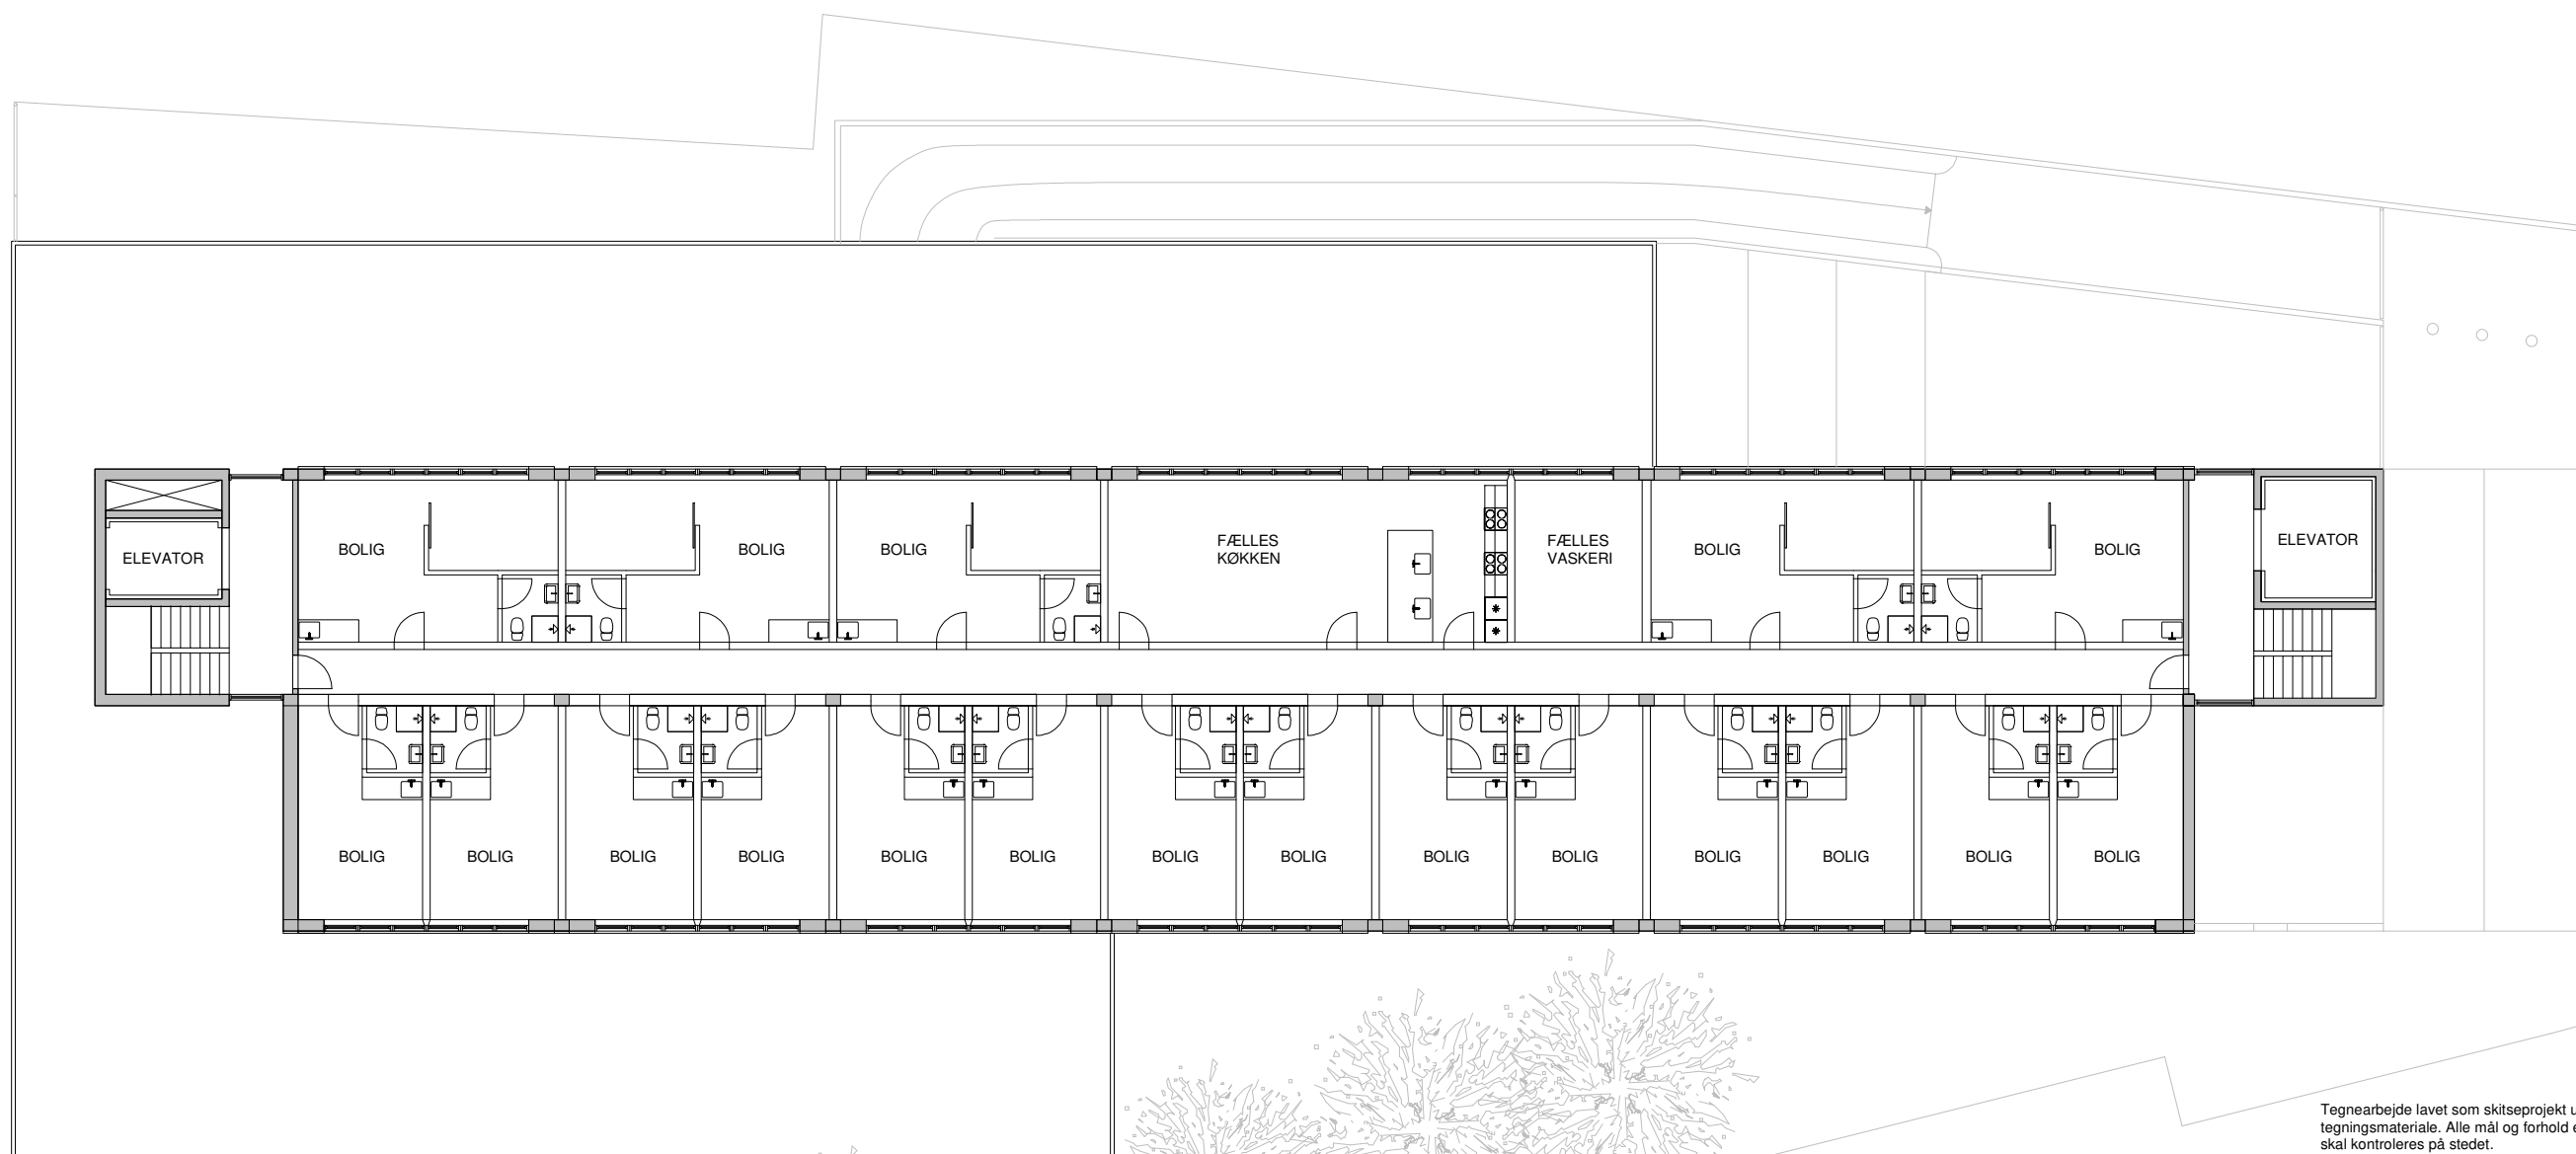 ELEVATOR
BOLIG
BOLIG
BOLIG
FÆLLES
KØKKEN
FÆLLES
VASKERI
BOLIG
BOLIG
ELEVATOR
BOLIG
BOLIG
BOLIG
BOLIG
BOLIG
BOLIG
BOLIG
BOLIG
BOLIG
BOLIG
BOLIG
BOLIG
BOLIG
BOLIG
Tegnearbejde lavet som skitseprojekt
tegningsmateriale. Alle mål og forhold
skal kontroleres på stedet.